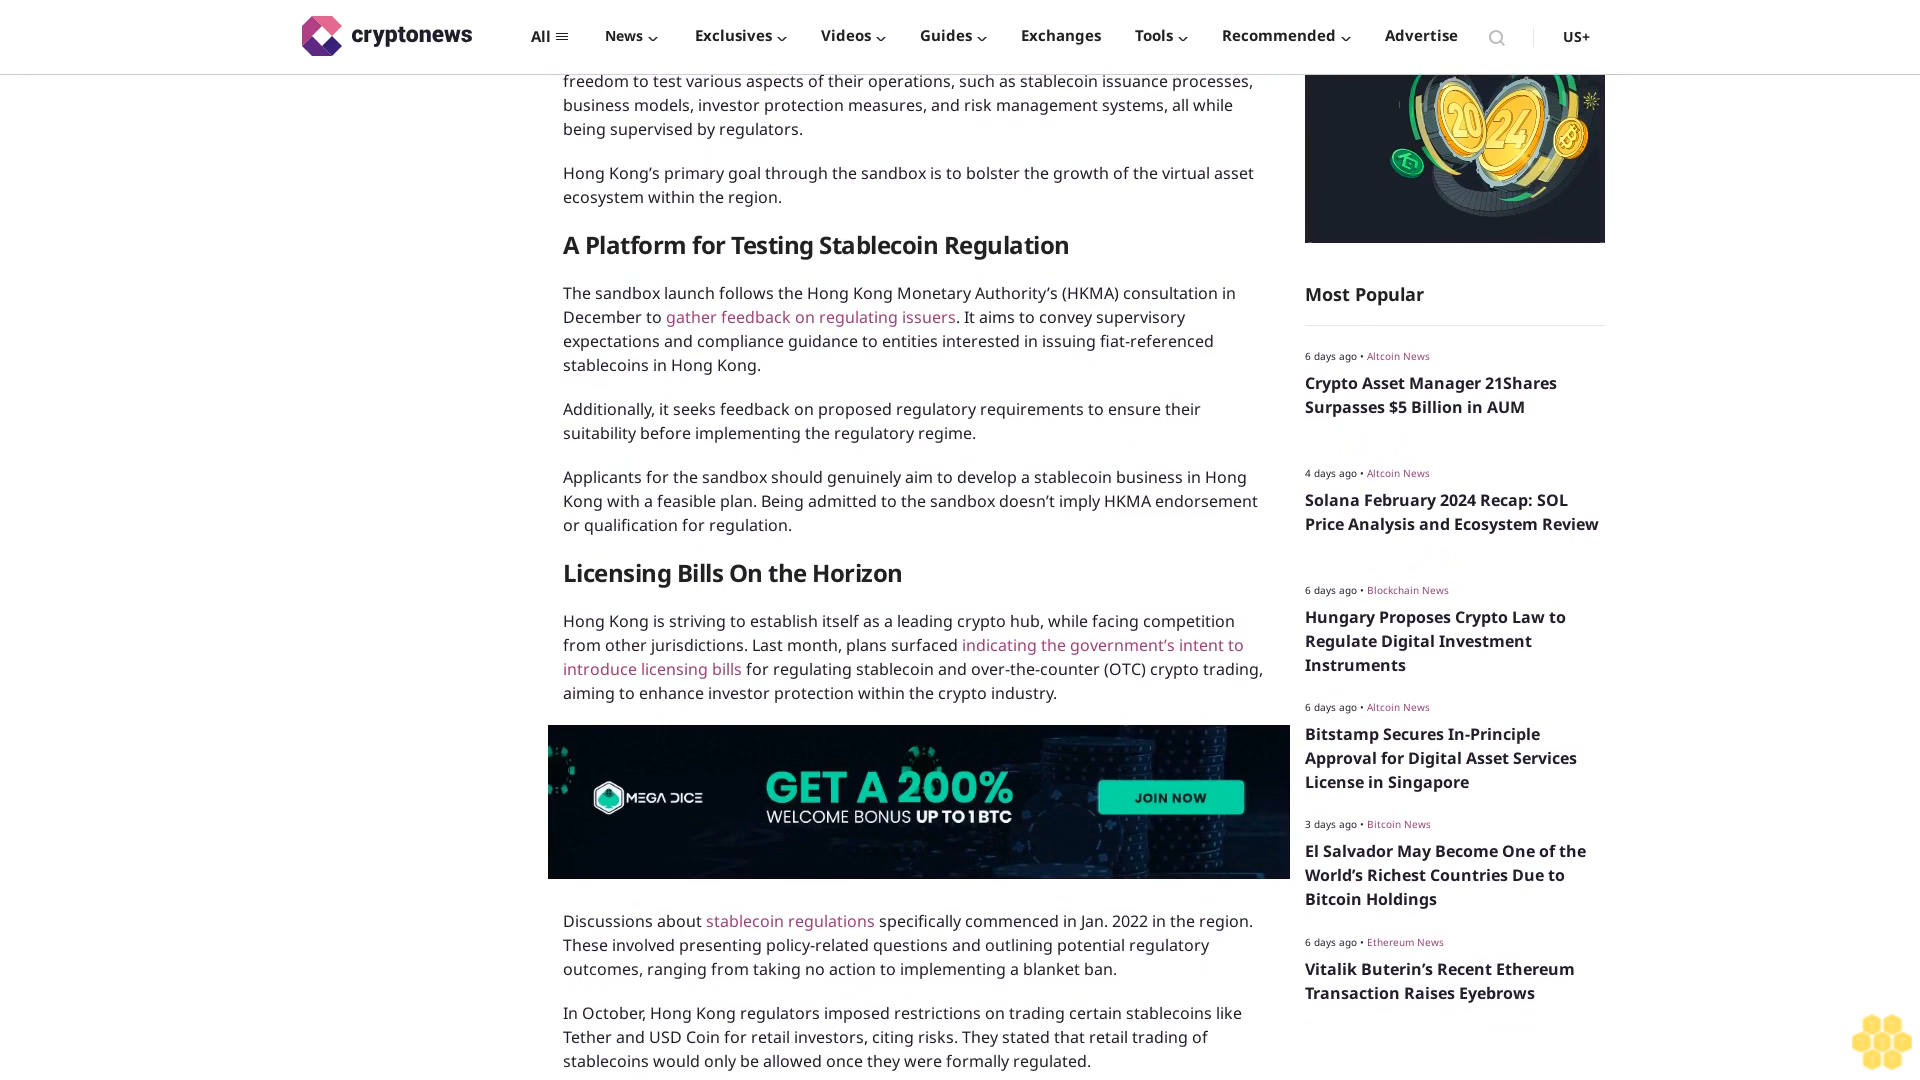 cryptonews
All
News
Exclusives
Videos
Guides
Exchanges
Tools
Recommended
Advertise
US+
freedom to test various aspects of their operations, such as stablecoin issuance processes,
business models, investor protection measures, and risk management systems, all while
being supervised by regulators.
Hong Kong’s primary goal through the sandbox is to bolster the growth of the virtual asset
ecosystem within the region.
A Platform for Testing Stablecoin Regulation
The sandbox launch follows the Hong Kong Monetary Authority’s (HKMA) consultation in
December to gather feedback on regulating issuers. It aims to convey supervisory
expectations and compliance guidance to entities interested in issuing fiat-referenced
stablecoins in Hong Kong.
Additionally, it seeks feedback on proposed regulatory requirements to ensure their
suitability before implementing the regulatory regime.
Applicants for the sandbox should genuinely aim to develop a stablecoin business in Hong
Kong with a feasible plan. Being admitted to the sandbox doesn’t imply HKMA endorsement
or qualification for regulation.
Licensing Bills On the Horizon
Hong Kong is striving to establish itself as a leading crypto hub, while facing competition
from other jurisdictions. Last month, plans surfaced indicating the government’s intent to
introduce licensing bills for regulating stablecoin and over-the-counter (OTC) crypto trading,
aiming to enhance investor protection within the crypto industry.
MEGA DICE
GET A 200%
WELCOME BONUS UP TO 1 BTC
JOIN NOW
Discussions about stablecoin regulations specifically commenced in Jan. 2022 in the region.
These involved presenting policy-related questions and outlining potential regulatory
outcomes, ranging from taking no action to implementing a blanket ban.
In October, Hong Kong regulators imposed restrictions on trading certain stablecoins like
Tether and USD Coin for retail investors, citing risks. They stated that retail trading of
stablecoins would only be allowed once they were formally regulated.
20
24
Most Popular
6 days ago • Altcoin News
Crypto Asset Manager 21Shares
Surpasses $5 Billion in AUM
4 days ago • Altcoin News
Solana February 2024 Recap: SOL
Price Analysis and Ecosystem Review
6 days ago • Blockchain News
Hungary Proposes Crypto Law to
Regulate Digital Investment
Instruments
6 days ago • Altcoin News
Bitstamp Secures In-Principle
Approval for Digital Asset Services
License in Singapore
3 days ago • Bitcoin News
El Salvador May Become One of the
World’s Richest Countries Due to
Bitcoin Holdings
6 days ago • Ethereum News
Vitalik Buterin’s Recent Ethereum
Transaction Raises Eyebrows